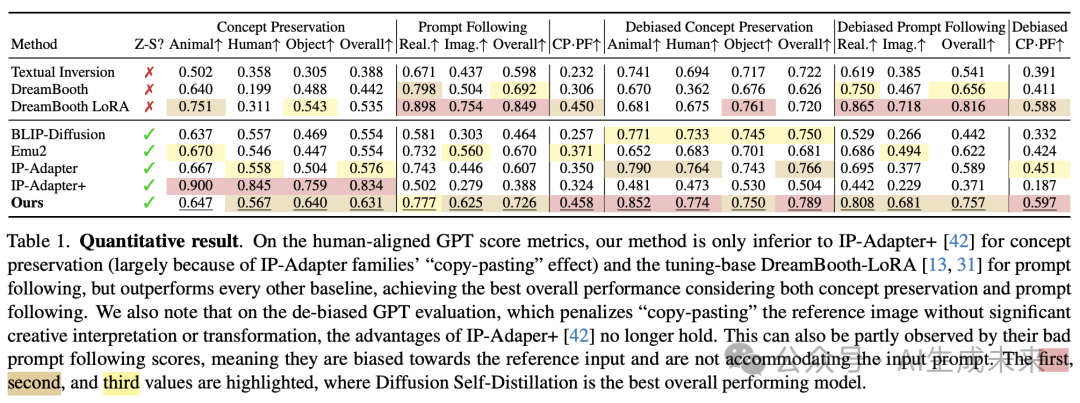 Concept Preservation Prompt Following Debiased Concept Preservation Debiased Prompt Following Debiased
Method Z-S? Animal↑ Human↑ Object↑ Overall↑ Real.↑ Imag.↑ Overall↑ CP·PF↑ Animal↑ Human↑ Object↑ Overall↑ Real.↑ Imag.↑ Overall↑ CP·PF↑
Textual Inversion ✗ 0.502 0.358 0.305 0.388 0.671 0.437 0.598 0.232 0.741 0.694 0.717 0.722 0.619 0.385 0.541 0.391
DreamBooth ✗ 0.640 0.199 0.488 0.442 0.798 0.504 0.692 0.306 0.670 0.362 0.676 0.626 0.750 0.467 0.656 0.411
DreamBooth LoRA ✗ 0.751 0.311 0.543 0.535 0.898 0.754 0.849 0.450 0.681 0.675 0.761 0.720 0.865 0.718 0.816 0.588
BLIP-Diffusion ✓ 0.637 0.557 0.469 0.554 0.581 0.303 0.464 0.257 0.771 0.733 0.745 0.750 0.529 0.266 0.442 0.332
Emu2 ✓ 0.670 0.546 0.447 0.554 0.732 0.560 0.670 0.371 0.652 0.683 0.701 0.681 0.686 0.494 0.622 0.424
IP-Adapter ✓ 0.667 0.558 0.504 0.576 0.743 0.446 0.607 0.350 0.790 0.764 0.743 0.766 0.695 0.377 0.589 0.451
IP-Adapter+ ✓ 0.900 0.845 0.759 0.834 0.502 0.279 0.388 0.324 0.481 0.473 0.530 0.504 0.442 0.229 0.371 0.187
Ours ✓ 0.647 0.567 0.640 0.631 0.777 0.625 0.726 0.458 0.852 0.774 0.750 0.789 0.808 0.681 0.757 0.597
Table 1. Quantitative result. On the human-aligned GPT score metrics, our method is only inferior to IP-Adapter+ [42] for concept
preservation (largely because of IP-Adapter families’ “copy-pasting” effect) and the tuning-base DreamBooth-LoRA [13, 31] for prompt
following, but outperforms every other baseline, achieving the best overall performance considering both concept preservation and prompt
following. We also note that on the de-biased GPT evaluation, which penalizes “copy-pasting” the reference image without significant
creative interpretation or transformation, the advantages of IP-Adaper+ [42] no longer hold. This can also be partly observed by their bad
prompt following scores, meaning they are biased towards the reference input and are not accommodating the input prompt. The first,
second, and third values are highlighted, where Diffusion Self-Distillation is the best overall performing model.
公众号 · AI生成未来